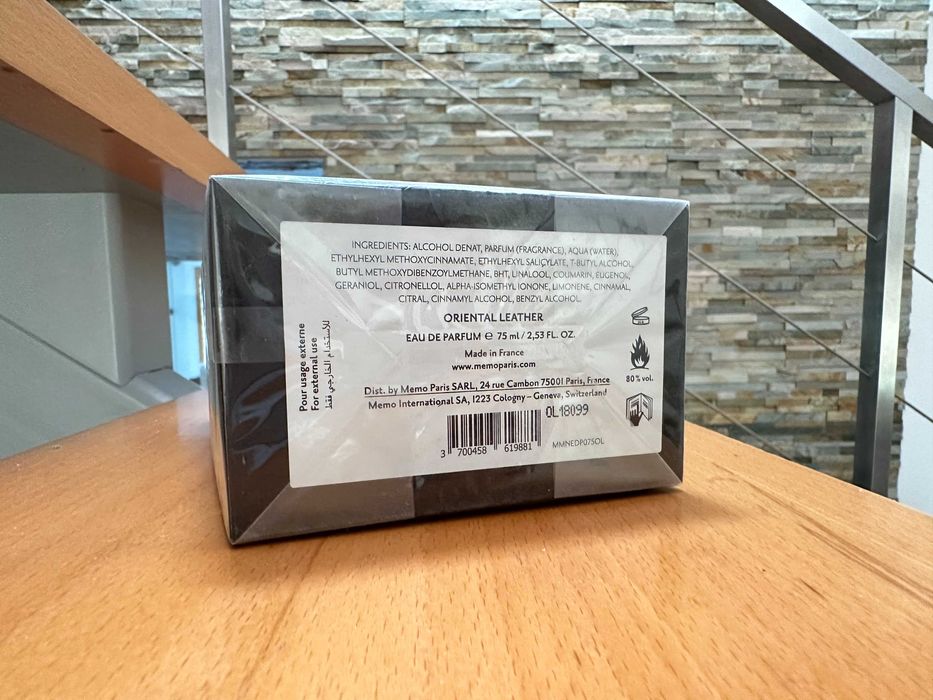 INGREDIENTS: ALCOHOL DENAT, PARFUM (FRAGRANCE), AQUA (WATER),
ETHYLHEXYL METHOXYCINNAMATE, ETHYLHEXYL SALIÇYLATE, T-BUTYL ALCOHOL,
BUTYL METHOXYDIBENZOYLMETHANE, BHT, LINALOOL, COUMARIN, EUGENOL,
GERANIOL, CITRONELLOL, ALPHA-ISOMETHYL IONONE, LIMONENE, CINNAMAL,
CITRAL, CINNAMYL ALCOHOL, BENZYL ALCOHOL.
ORIENTAL LEATHER
EAU DE PARFUM ℮ 75 ml / 2,53 FL. OZ.
Made in France
www.memoparis.com
80% vol.
Dist. by Memo Paris SARL, 24 rue Cambon 75001 Paris, France
Memo International SA, 1223 Cologny – Geneva, Switzerland
OL18099
3 700458 619881
MMNEDP075OL
Pour usage externe
For external use
للاستخدام الخارجي فقط